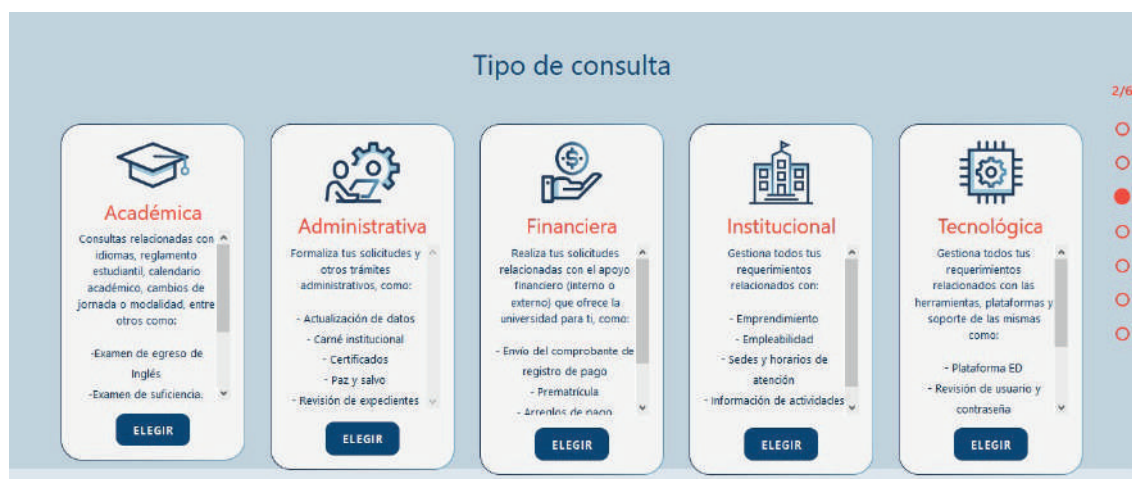 Tipo de consulta
2/6
Académica
Consultas relacionadas con
idiomas, reglamento
estudiantil, calendario
académico, cambios de
jornada o modalidad, entre
otros como:
-Examen de egreso de
Inglés
-Examen de suficiencia.
ELEGIR
Administrativa
Formaliza tus solicitudes y
otros trámites
administrativos, como:
- Actualización de datos
- Carné institucional
- Certificados
- Paz y salvo
- Revisión de expedientes
ELEGIR
Financiera
Realiza tus solicitudes
relacionadas con el apoyo
financiero (interno o
externo) que ofrece la
universidad para ti, como:
- Envío del comprobante de
registro de pago
- Prematrícula
- Arreglos de pago
ELEGIR
Institucional
Gestiona todos tus
requerimientos
relacionados con:
- Emprendimiento
- Empleabilidad
- Sedes y horarios de
atención
- Información de actividades
ELEGIR
Tecnológica
Gestiona todos tus
requerimientos
relacionados con las
herramientas, plataformas y
soporte de las mismas
como:
- Plataforma ED
- Revisión de usuario y
contraseña
ELEGIR